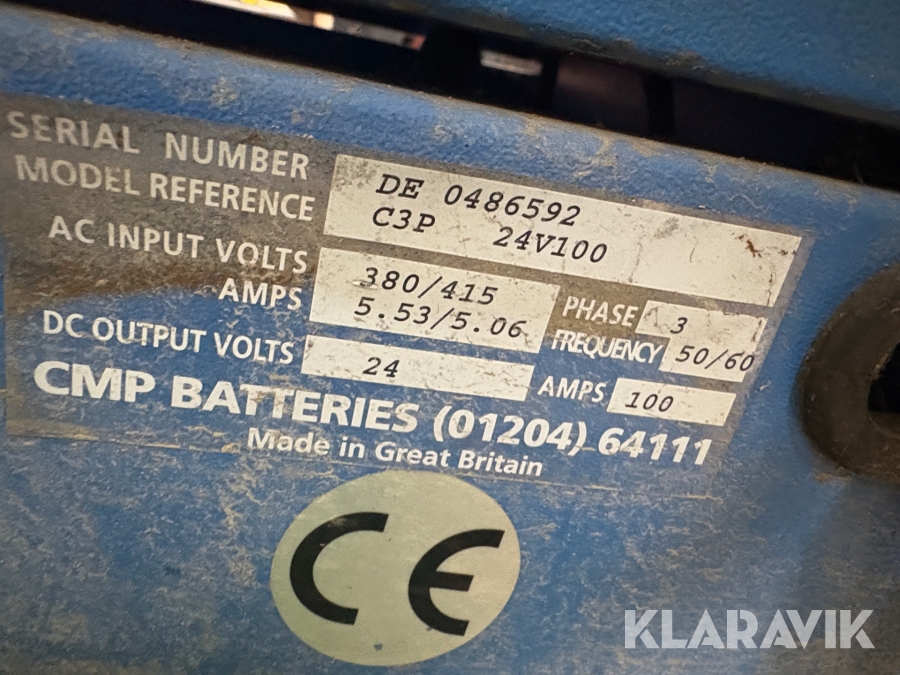 SERIAL NUMBER DE 0486592
MODEL REFERENCE C3P 24V100
AC INPUT VOLTS 380/415 PHASE 3
AMPS 5.53/5.06 FREQUENCY 50/60
DC OUTPUT VOLTS 24 AMPS 100
CMP BATTERIES (01204) 64111
Made in Great Britain
CE
KLARAVIK